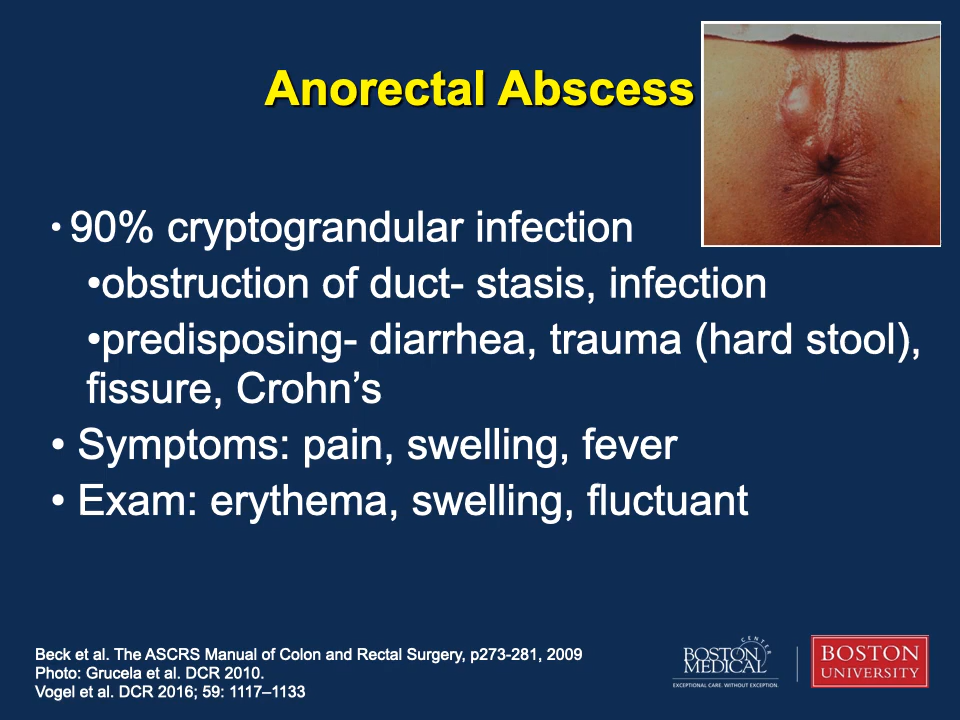 Anorectal Abscess
• 90% cryptograndular infection
•obstruction of duct- stasis, infection
•predisposing- diarrhea, trauma (hard stool),
fissure, Crohn’s
• Symptoms: pain, swelling, fever
• Exam: erythema, swelling, fluctuant
Beck et al. The ASCRS Manual of Colon and Rectal Surgery, p273-281, 2009
Photo: Grucela et al. DCR 2010.
Vogel et al. DCR 2016; 59: 1117–1133
BOSTON
MEDICAL
CENTER
EXCEPTIONAL CARE. WITHOUT EXCEPTION.
BOSTON
UNIVERSITY